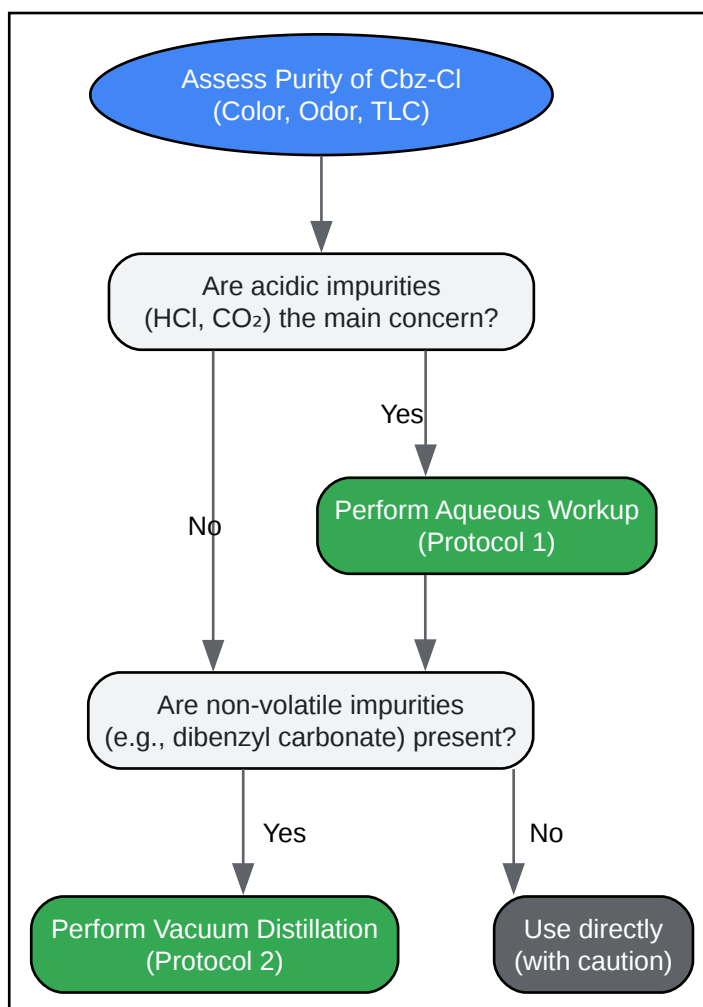 Assess Purity of Cbz-Cl
(Color, Odor, TLC)
Are acidic impurities
(HCl, CO₂) the main concern?
Yes
No
Perform Aqueous Workup
(Protocol 1)
Are non-volatile impurities
(e.g., dibenzyl carbonate) present?
Yes
No
Perform Vacuum Distillation
(Protocol 2)
Use directly
(with caution)